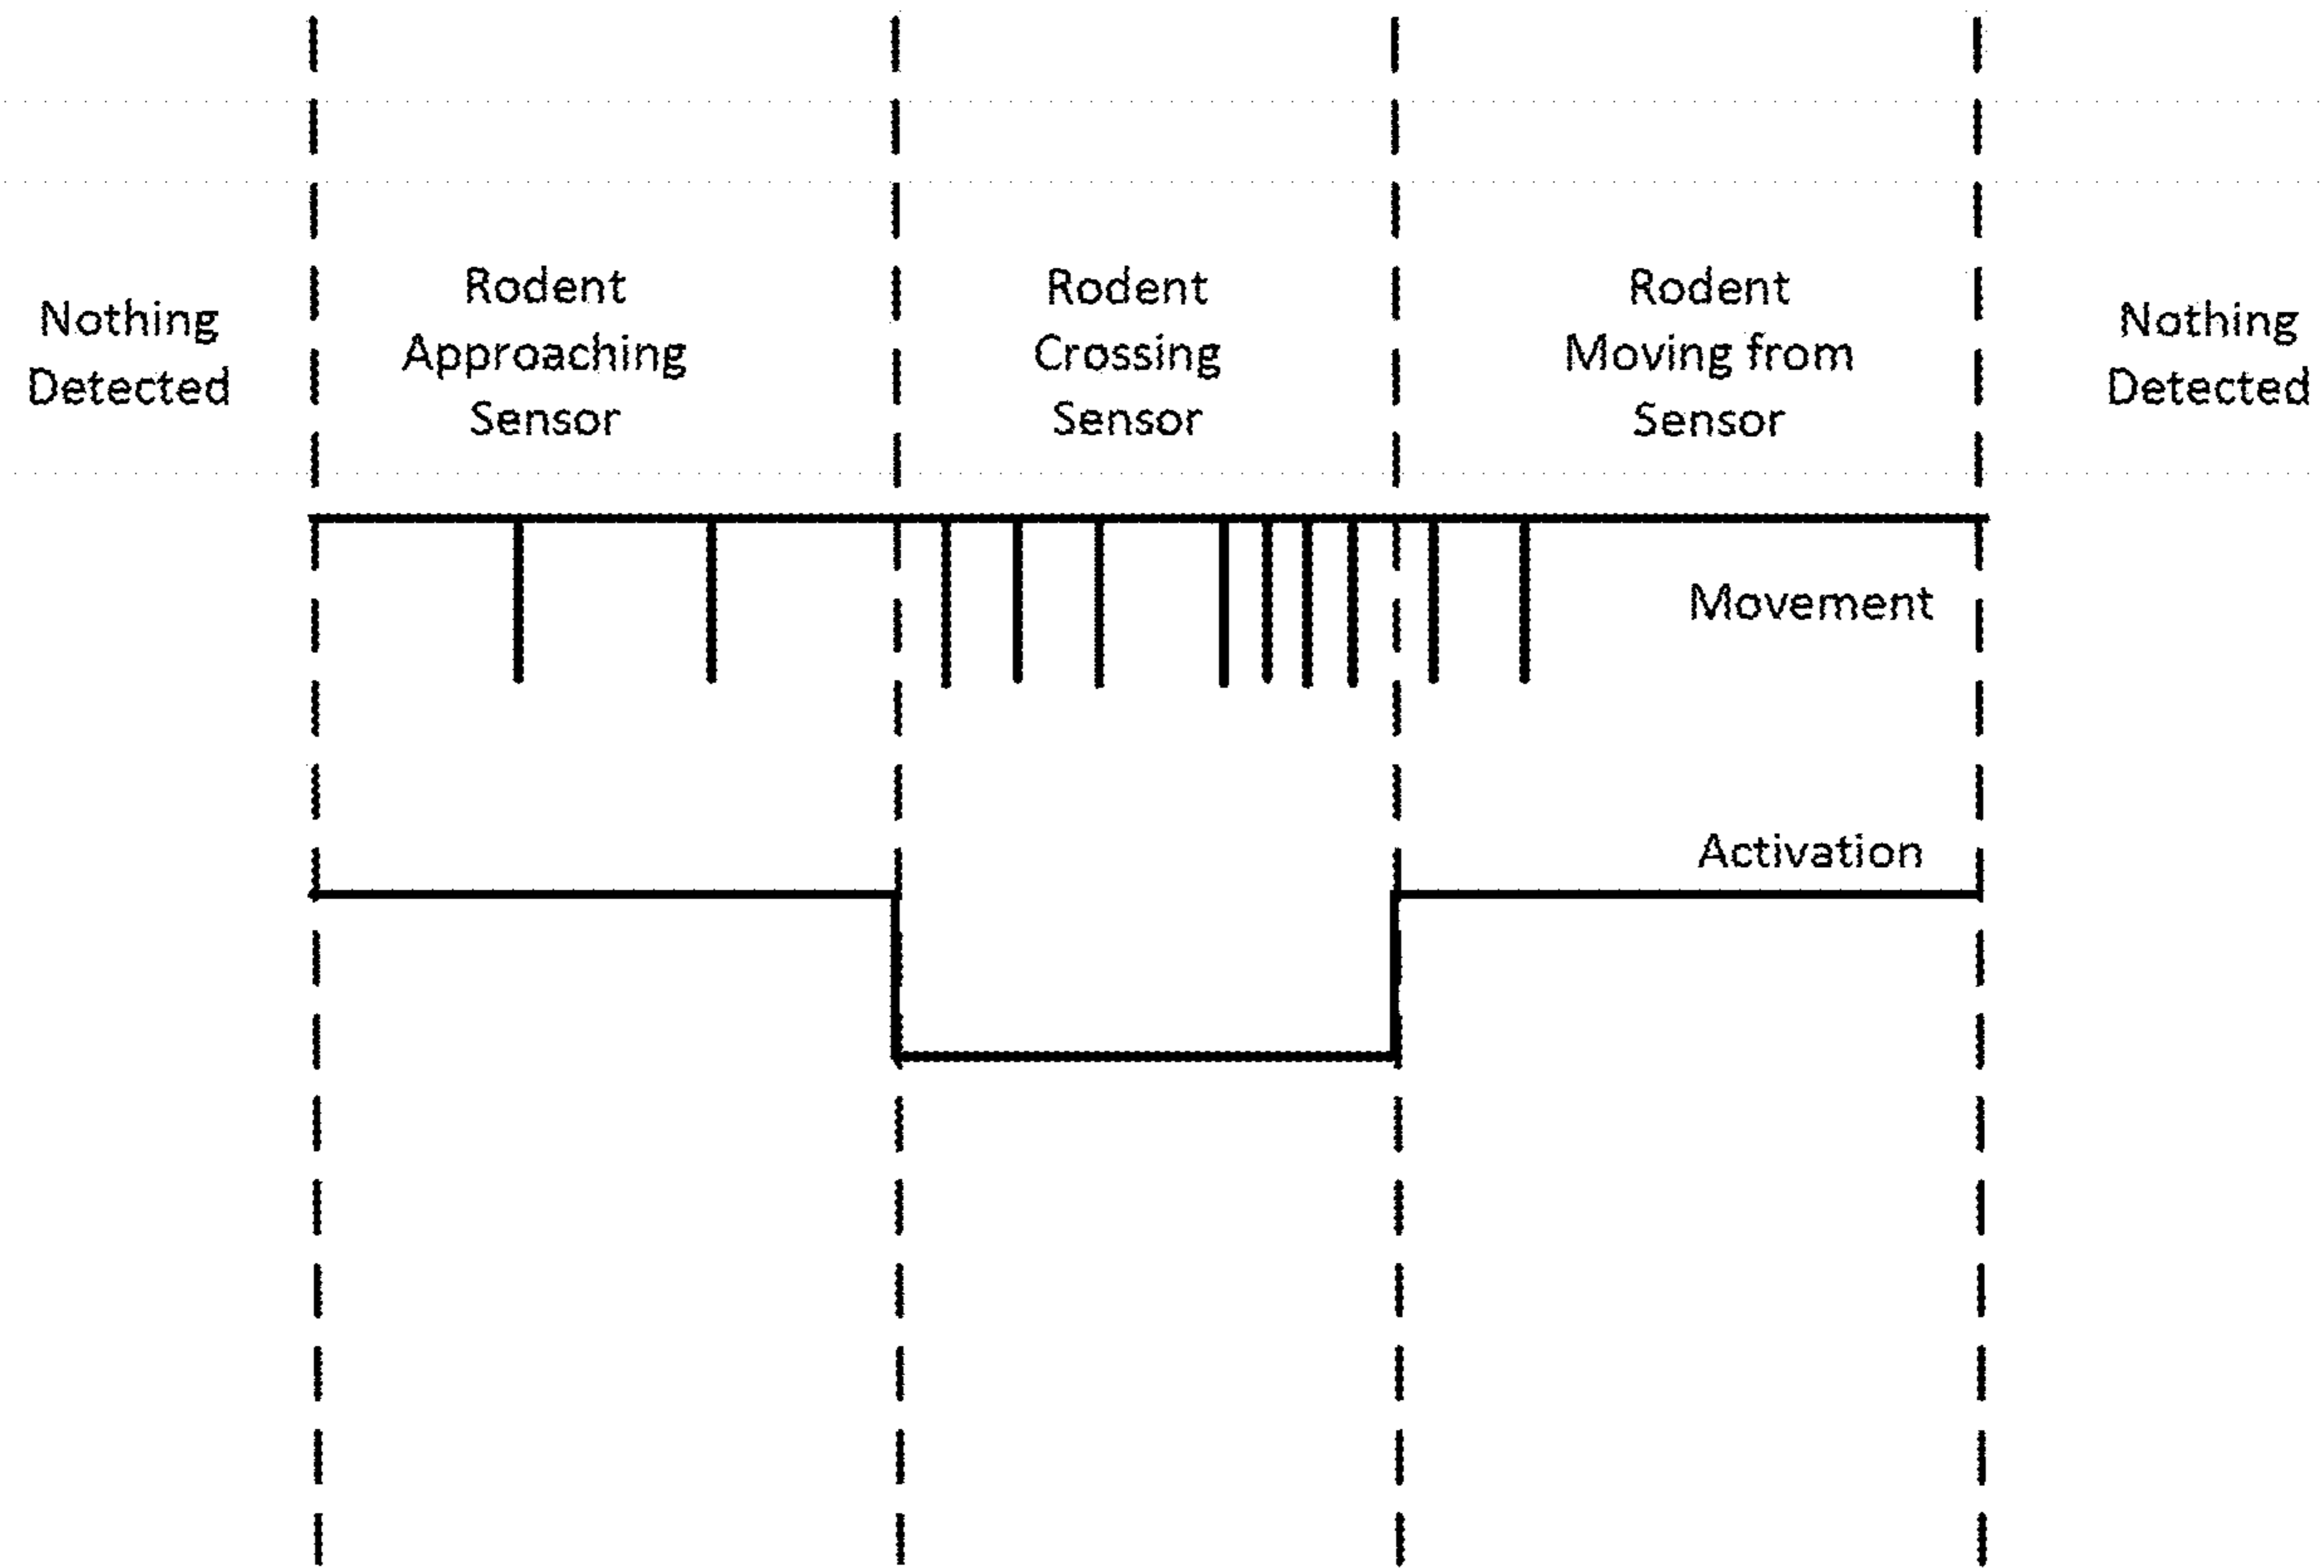 Nothing
Detected
Rodent
Approaching
Sensor
Rodent
Crossing
Sensor
Rodent
Moving from
Sensor
Nothing
Detected
Movement
Activation